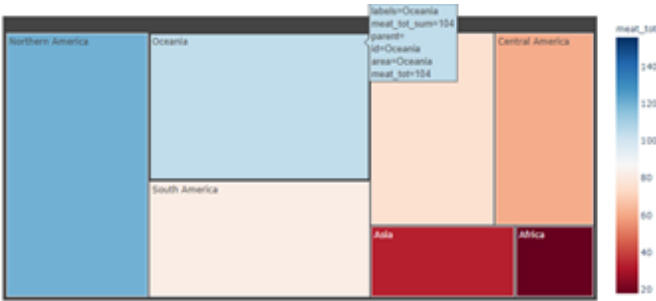 labels=Oceania
meat_tot_sum=104
parent=
id=Oceania
area=Oceania
meat_tot=104
Northern America
Oceania
Central America
South America
Asia
Africa
meat_tot
140
120
100
80
60
40
20